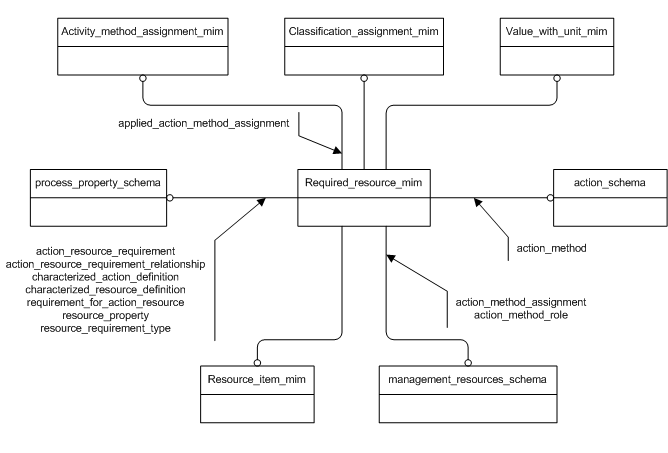 Activity_method_assignment_mim
Classification_assignment_mim
Value_with_unit_mim
applied_action_method_assignment
process_property_schema
Required_resource_mim
action_schema
action_resource_requirement
action_resource_requirement_relationship
characterized_action_definition
characterized_resource_definition
requirement_for_action_resource
resource_property
resource_requirement_type
action_method
action_method_assignment
action_method_role
Resource_item_mim
management_resources_schema